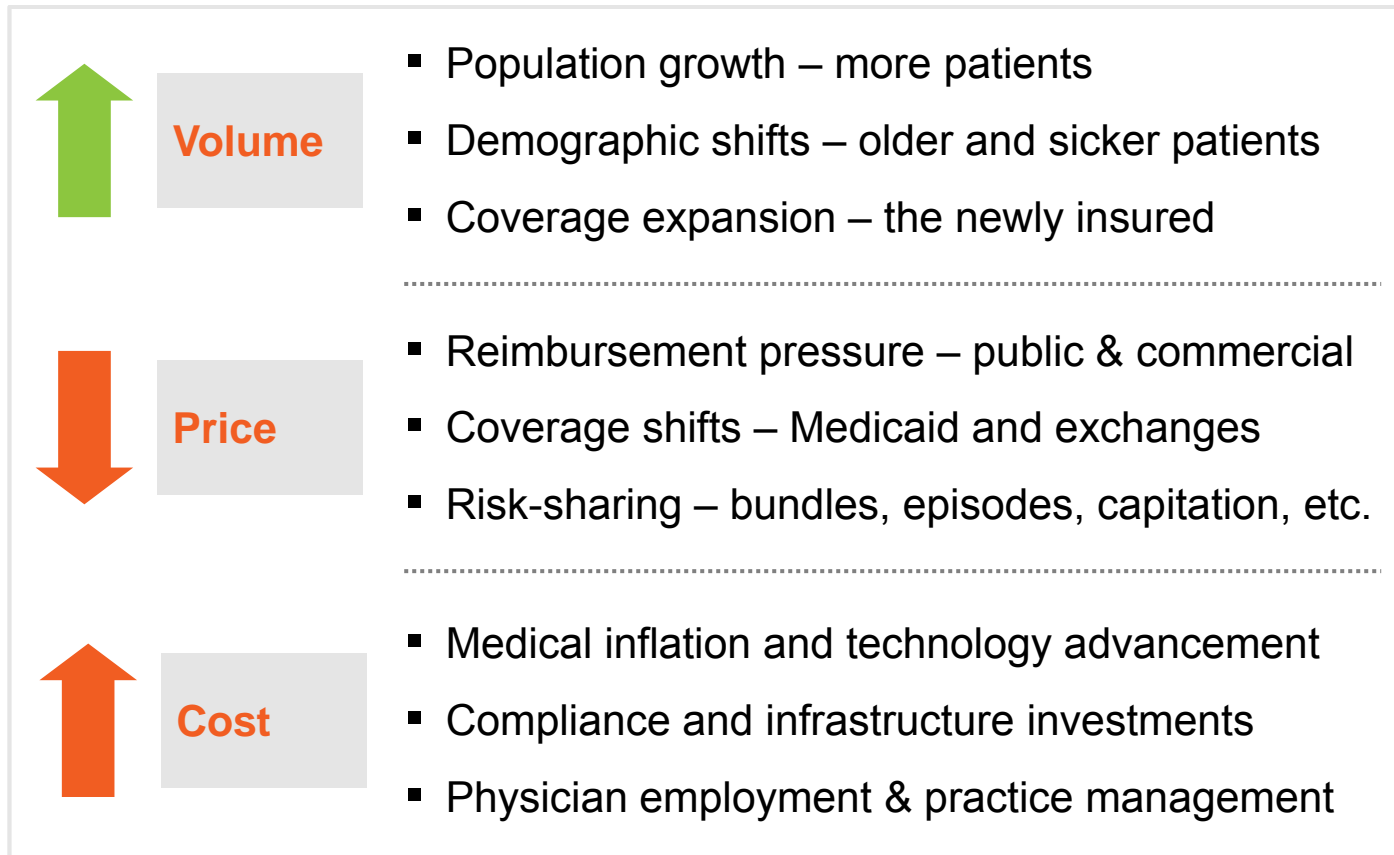 Volume
▪ Population growth – more patients
▪ Demographic shifts – older and sicker patients
▪ Coverage expansion – the newly insured
Price
▪ Reimbursement pressure – public & commercial
▪ Coverage shifts – Medicaid and exchanges
▪ Risk-sharing – bundles, episodes, capitation, etc.
Cost
▪ Medical inflation and technology advancement
▪ Compliance and infrastructure investments
▪ Physician employment & practice management